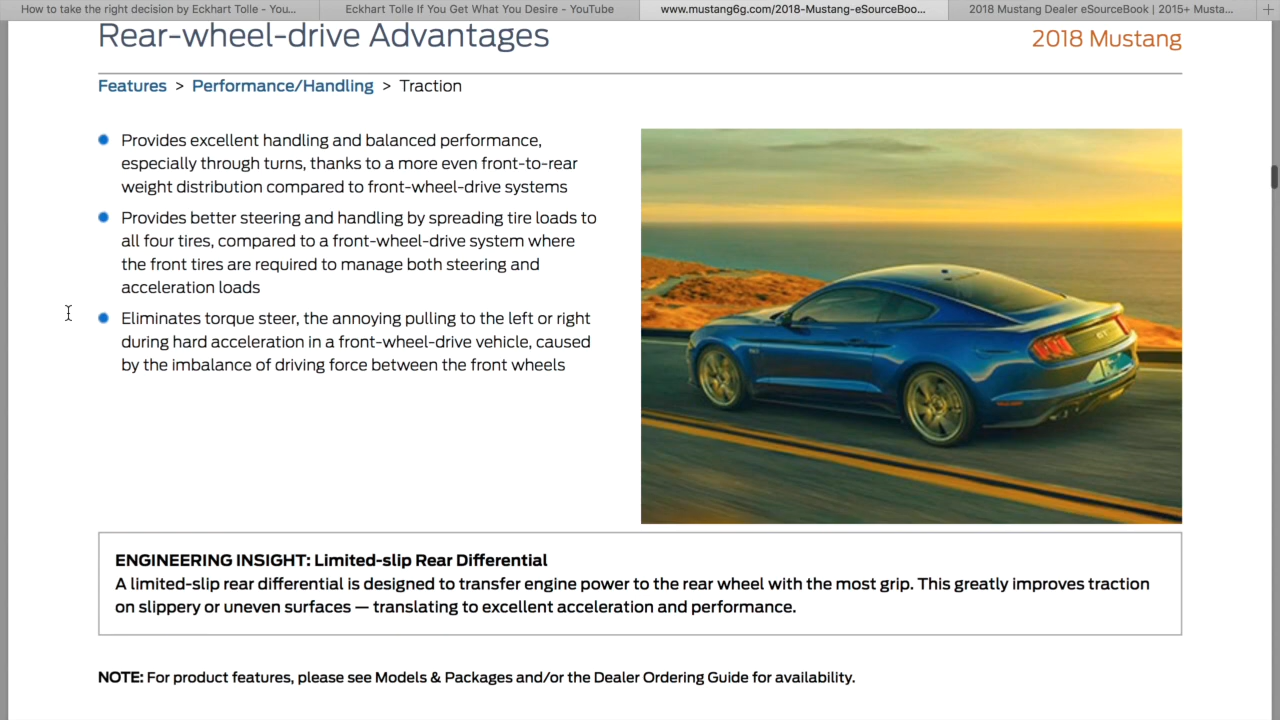 How to take the right decision by Eckhart Tolle - You...
Eckhart Tolle If You Get What You Desire - YouTube
www.mustang6g.com/2018-Mustang-eSourceBoo...
2018 Mustang Dealer eSourceBook | 2015+ Musta...
Rear-wheel-drive Advantages
2018 Mustang
Features > Performance/Handling > Traction
Provides excellent handling and balanced performance,
especially through turns, thanks to a more even front-to-rear
weight distribution compared to front-wheel-drive systems
Provides better steering and handling by spreading tire loads to
all four tires, compared to a front-wheel-drive system where
the front tires are required to manage both steering and
acceleration loads
Eliminates torque steer, the annoying pulling to the left or right
during hard acceleration in a front-wheel-drive vehicle, caused
by the imbalance of driving force between the front wheels
GT
ENGINEERING INSIGHT: Limited-slip Rear Differential
A limited-slip rear differential is designed to transfer engine power to the rear wheel with the most grip. This greatly improves traction
on slippery or uneven surfaces — translating to excellent acceleration and performance.
NOTE: For product features, please see Models & Packages and/or the Dealer Ordering Guide for availability.